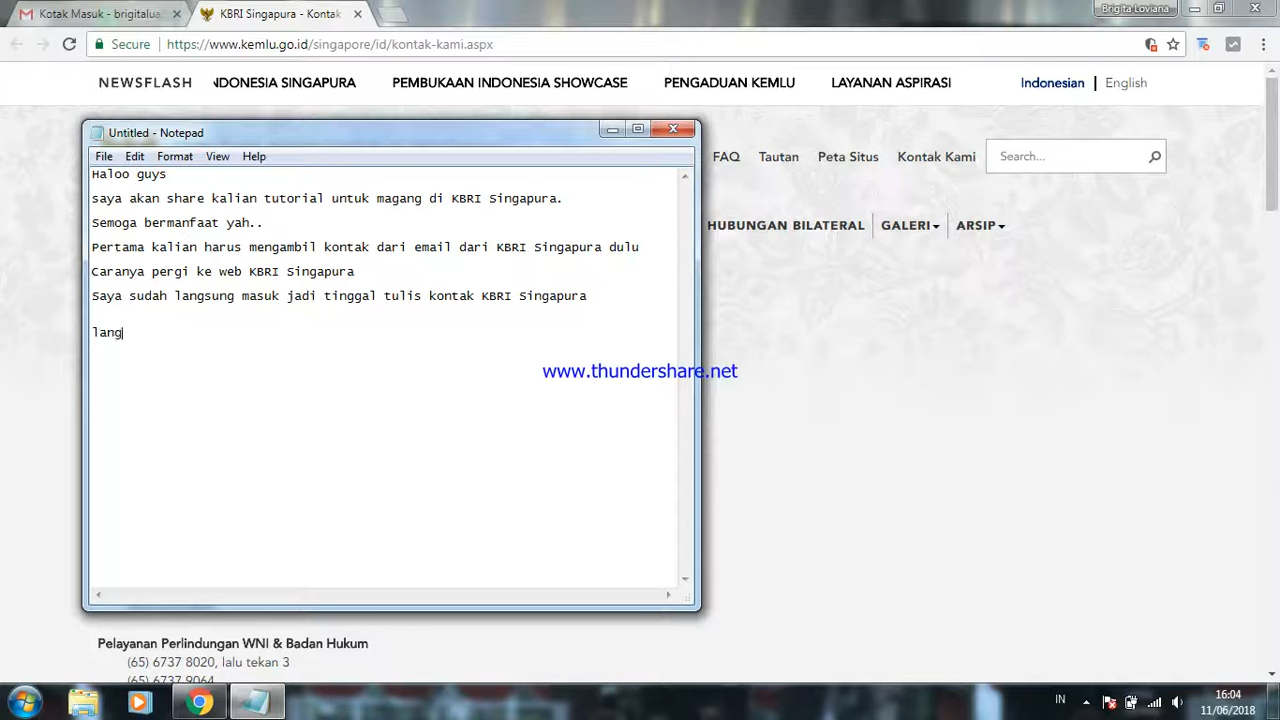 Kotak Masuk - brigitalua
KBRI Singapura - Kontak
Brigita Loviana
Secure
https://www.kemlu.go.id/singapore/id/kontak-kami.aspx
NEWSFLASH
NDONESIA SINGAPURA
PEMBUKAAN INDONESIA SHOWCASE
PENGADUAN KEMLU
LAYANAN ASPIRASI
Indonesian | English
Untitled - Notepad
File Edit Format View Help
Haloo guys
saya akan share kalian tutorial untuk magang di KBRI Singapura.
Semoga bermanfaat yah..
Pertama kalian harus mengambil kontak dari email dari KBRI Singapura dulu
Caranya pergi ke web KBRI Singapura
Saya sudah langsung masuk jadi tinggal tulis kontak KBRI Singapura
lang
FAQ Tautan Peta Situs Kontak Kami
Search...
HUBUNGAN BILATERAL GALERI ARSIP
www.thundershare.net
Pelayanan Perlindungan WNI & Badan Hukum
(65) 6737 8020, lalu tekan 3
(65) 6737 9064
IN
16:04
11/06/2018